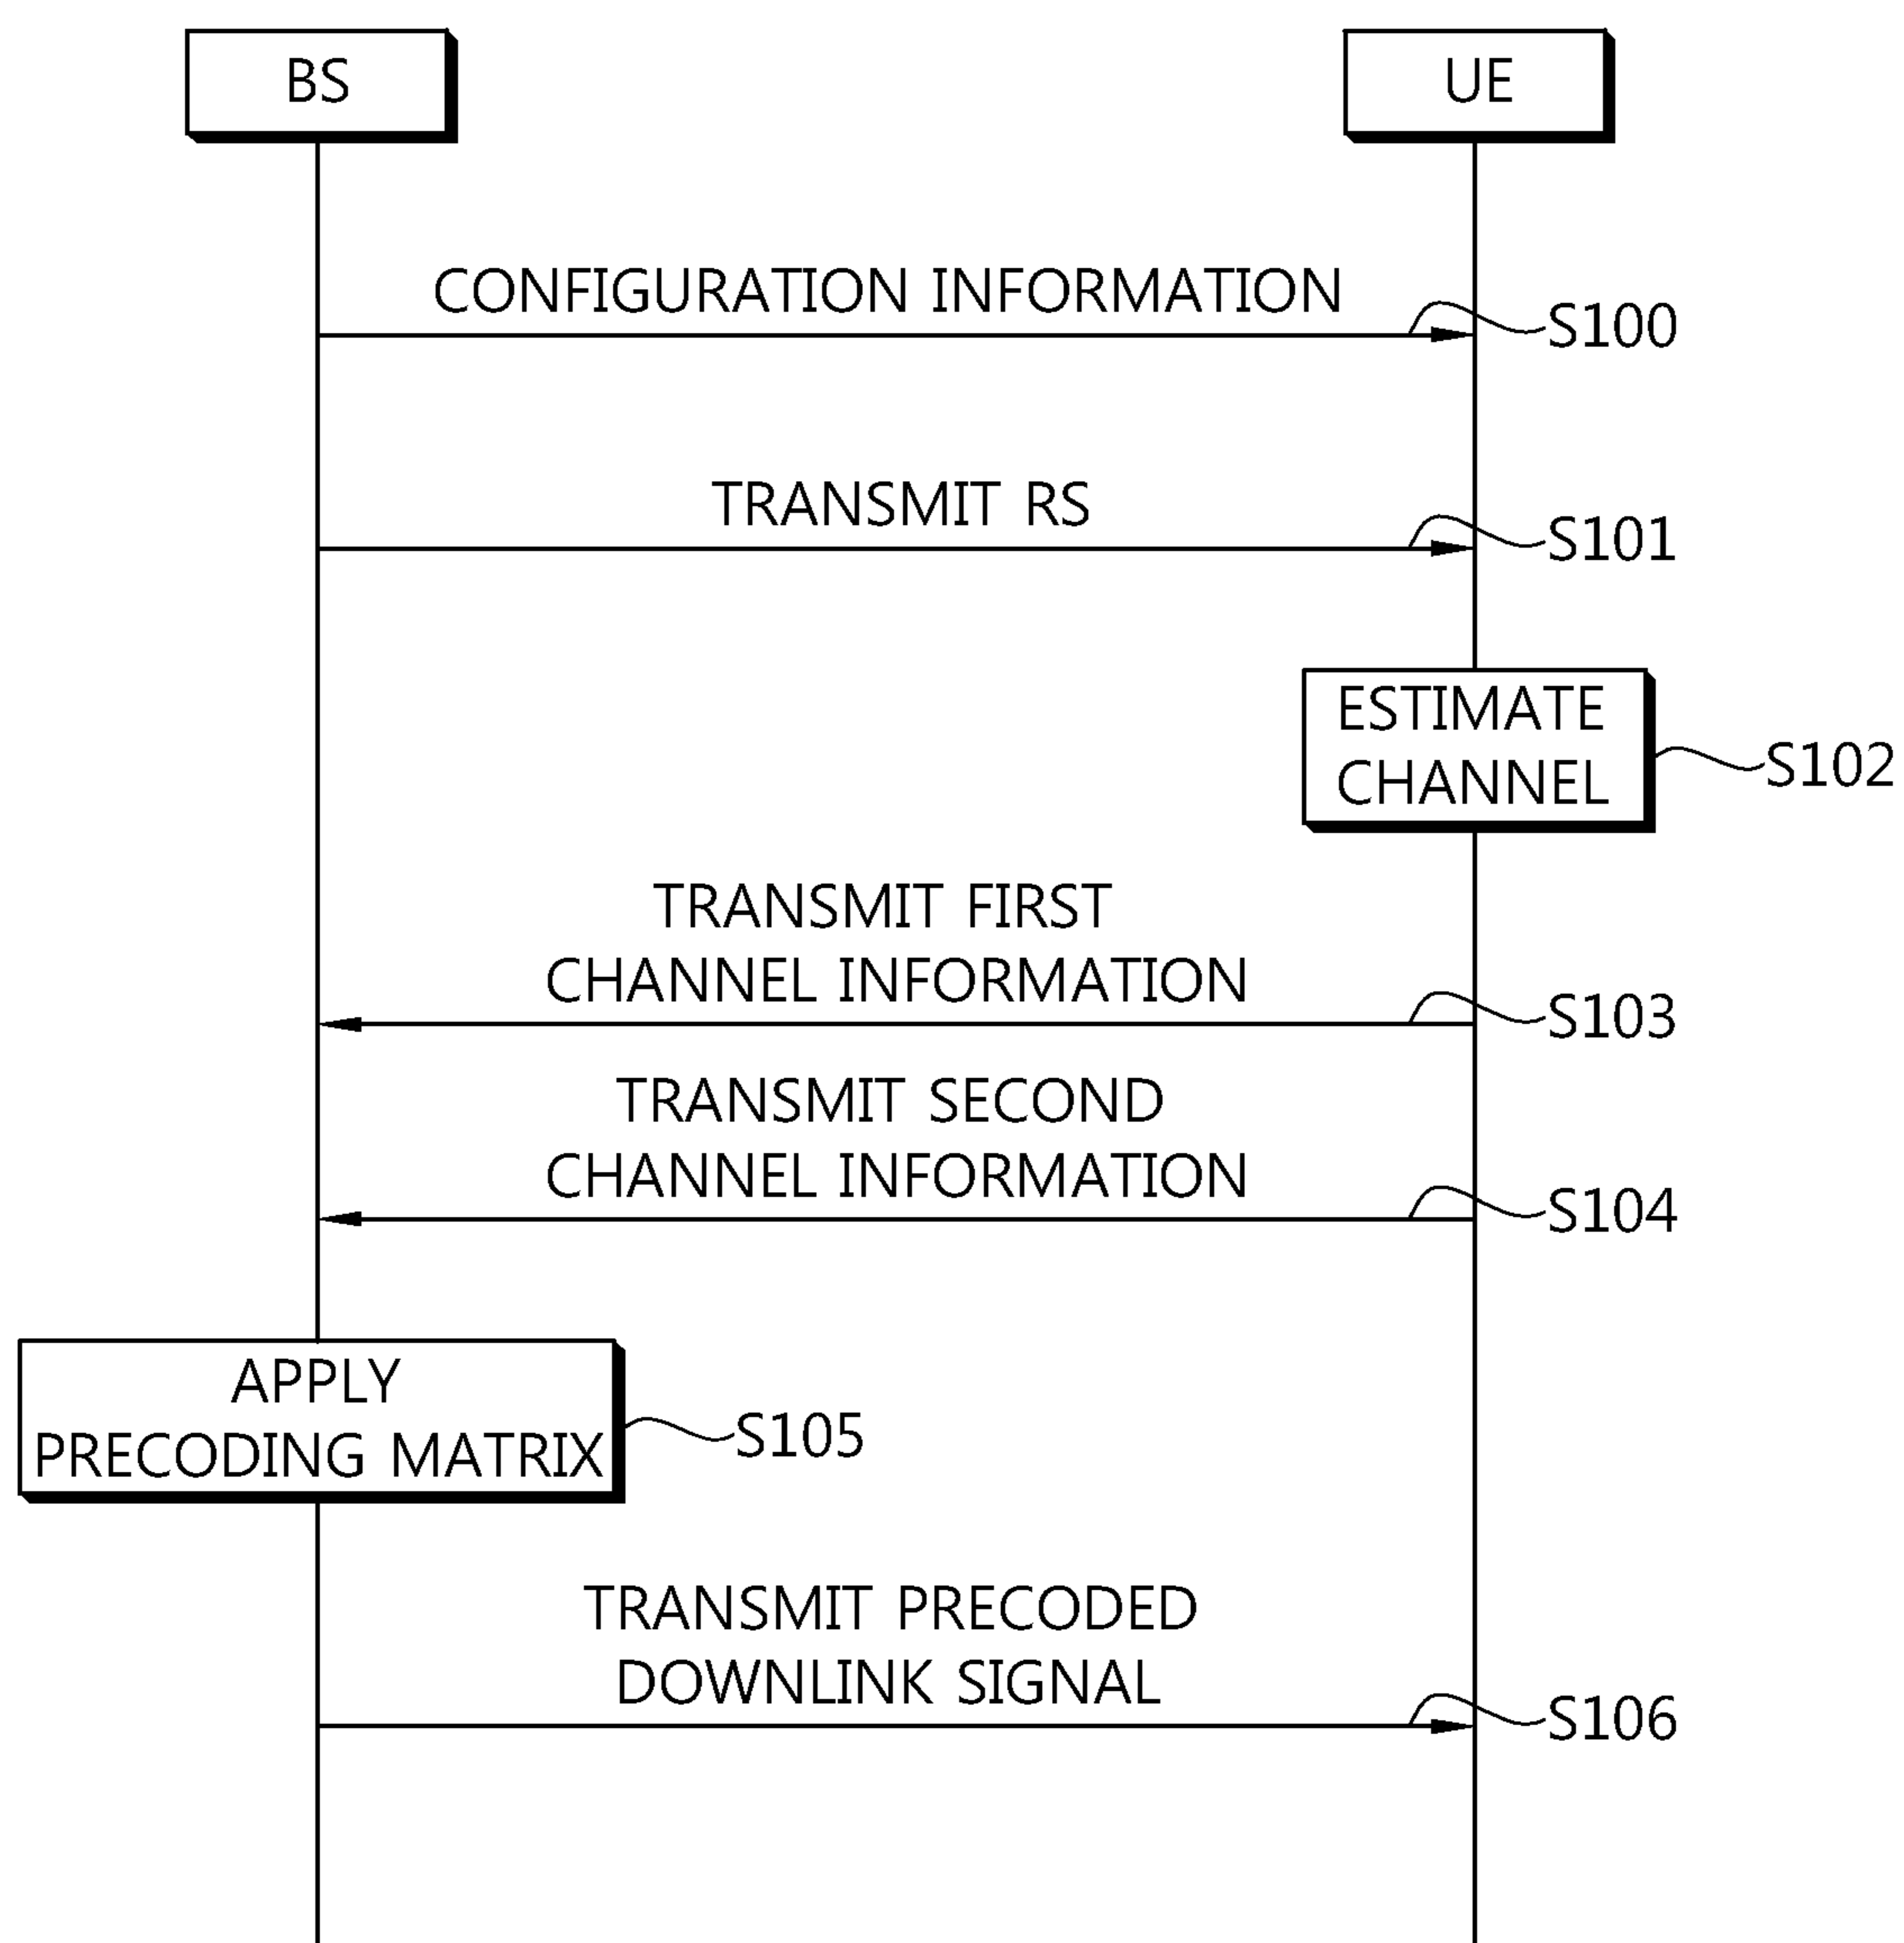 BS
UE
CONFIGURATION INFORMATION
S100
TRANSMIT RS
S101
ESTIMATE
CHANNEL
S102
TRANSMIT FIRST
CHANNEL INFORMATION
S103
TRANSMIT SECOND
CHANNEL INFORMATION
S104
APPLY
PRECODING MATRIX
S105
TRANSMIT PRECODED
DOWNLINK SIGNAL
S106